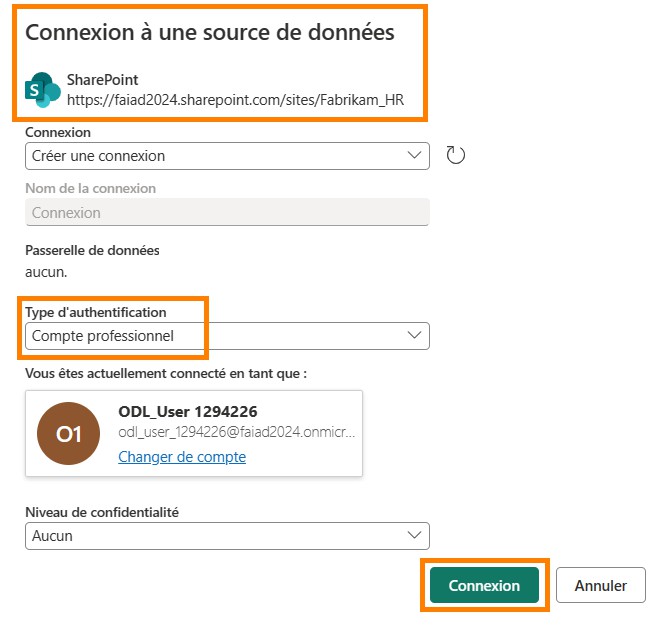 Connexion à une source de données
S
SharePoint
https://faiad2024.sharepoint.com/sites/Fabrikam_HR
Connexion
Créer une connexion
Nom de la connexion
Connexion
Passerelle de données
aucun.
Type d'authentification
Compte professionnel
Vous êtes actuellement connecté en tant que :
O1
ODL_User 1294226
odl_user_1294226@faiad2024.onmicr...
Changer de compte
Niveau de confidentialité
Aucun
Connexion
Annuler